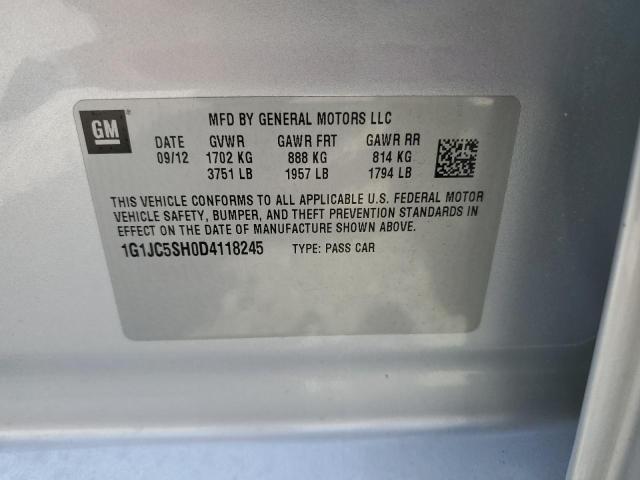 GM
MFD BY GENERAL MOTORS LLC
DATE GVWR GAWR FRT GAWR RR
09/12 1702 KG 888 KG 814 KG
3751 LB 1957 LB 1794 LB
THIS VEHICLE CONFORMS TO ALL APPLICABLE U.S. FEDERAL MOTOR
VEHICLE SAFETY, BUMPER, AND THEFT PREVENTION STANDARDS IN
EFFECT ON THE DATE OF MANUFACTURE SHOWN ABOVE.
1G1JC5SH0D4118245 TYPE: PASS CAR